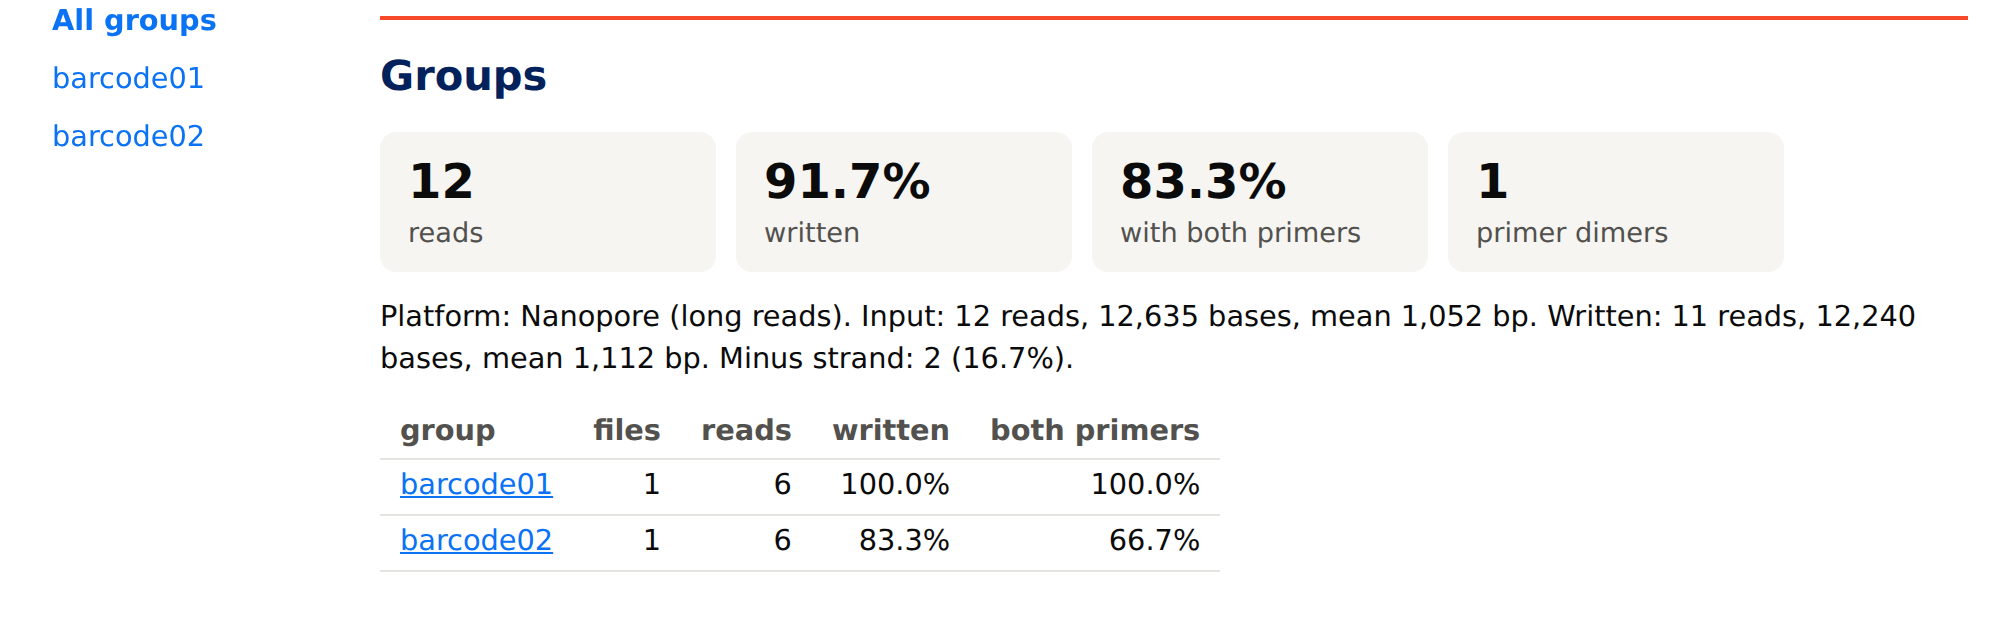 All groups
barcode01
barcode02
Groups
12
reads
91.7%
written
83.3%
with both primers
1
primer dimers
Platform: Nanopore (long reads). Input: 12 reads, 12,635 bases, mean 1,052 bp. Written: 11 reads, 12,240
bases, mean 1,112 bp. Minus strand: 2 (16.7%).
group files reads written both primers
barcode01 1 6 100.0% 100.0%
barcode02 1 6 83.3% 66.7%